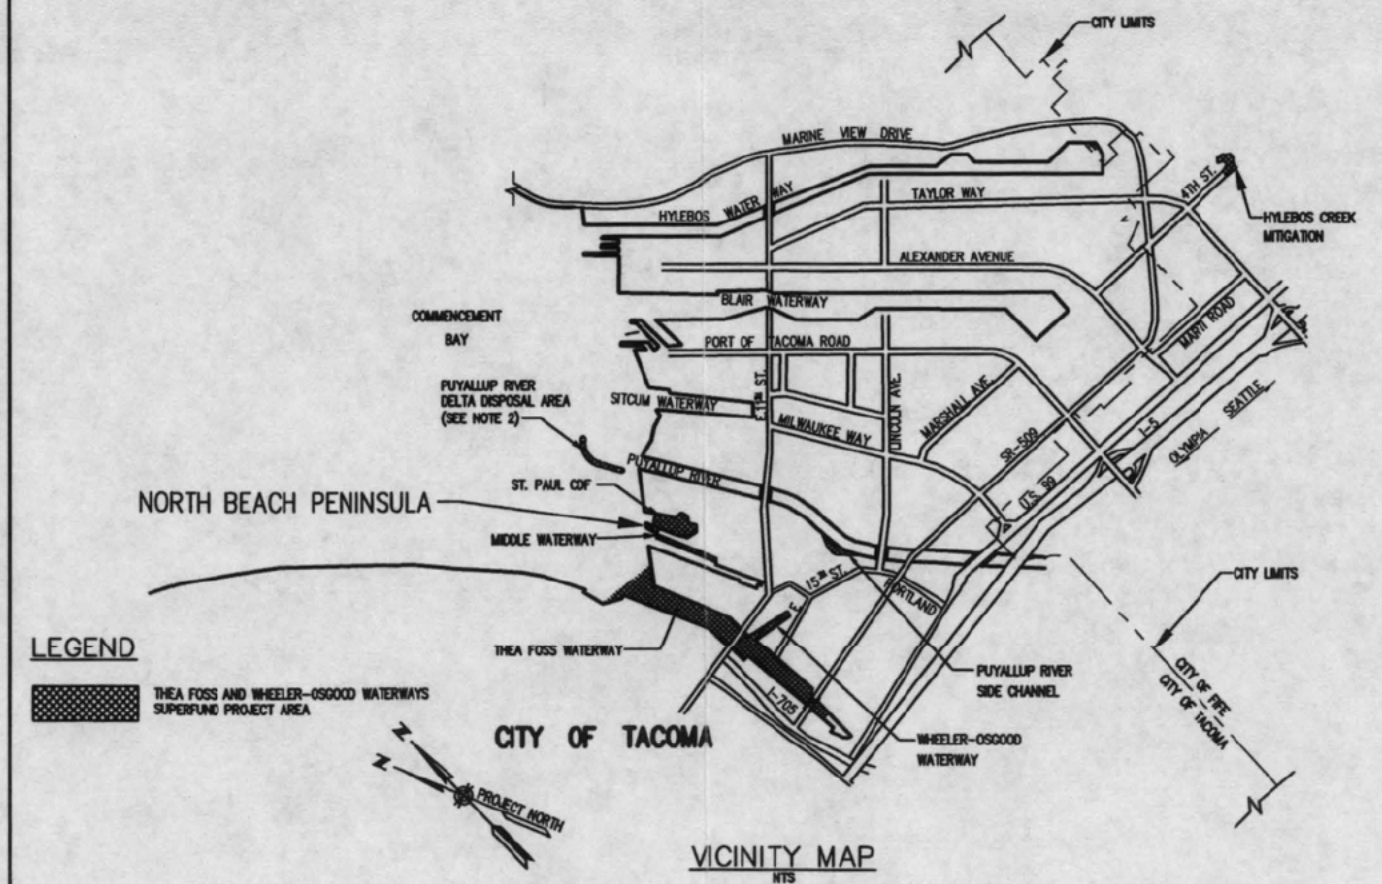 CITY LIMITS
N
MARINE VIEW DRIVE
4TH ST.
TAYLOR WAY
HYLEBOS WATER WAY
HYLEBOS CREEK
MITIGATION
ALEXANDER AVENUE
BLAIR WATERWAY
COMMENCEMENT
BAY
MARTI ROAD
PORT OF TACOMA ROAD
PUYALLUP RIVER
DELTA DISPOSAL AREA
(SEE NOTE 2)
SITCUM WATERWAY
E.11TH ST.
LINCOLN AVE.
MARSHALL AVE.
MILWAUKEE WAY
SEATTLE
I-5
OLYMPIA
SR-509
PUYALLUP RIVER
ST. PAUL CDF
U.S. 99
NORTH BEACH PENINSULA
MIDDLE WATERWAY
E 15TH ST.
PORTLAND
CITY LIMITS
THEA FOSS WATERWAY
PUYALLUP RIVER
SIDE CHANNEL
CITY OF FIFE
CITY OF TACOMA
LEGEND
THEA FOSS AND WHEELER-OSGOOD WATERWAYS
SUPERFUND PROJECT AREA
I-705
CITY OF TACOMA
WHEELER-OSGOOD
WATERWAY
N
N
PROJECT NORTH
N
VICINITY MAP
NTS